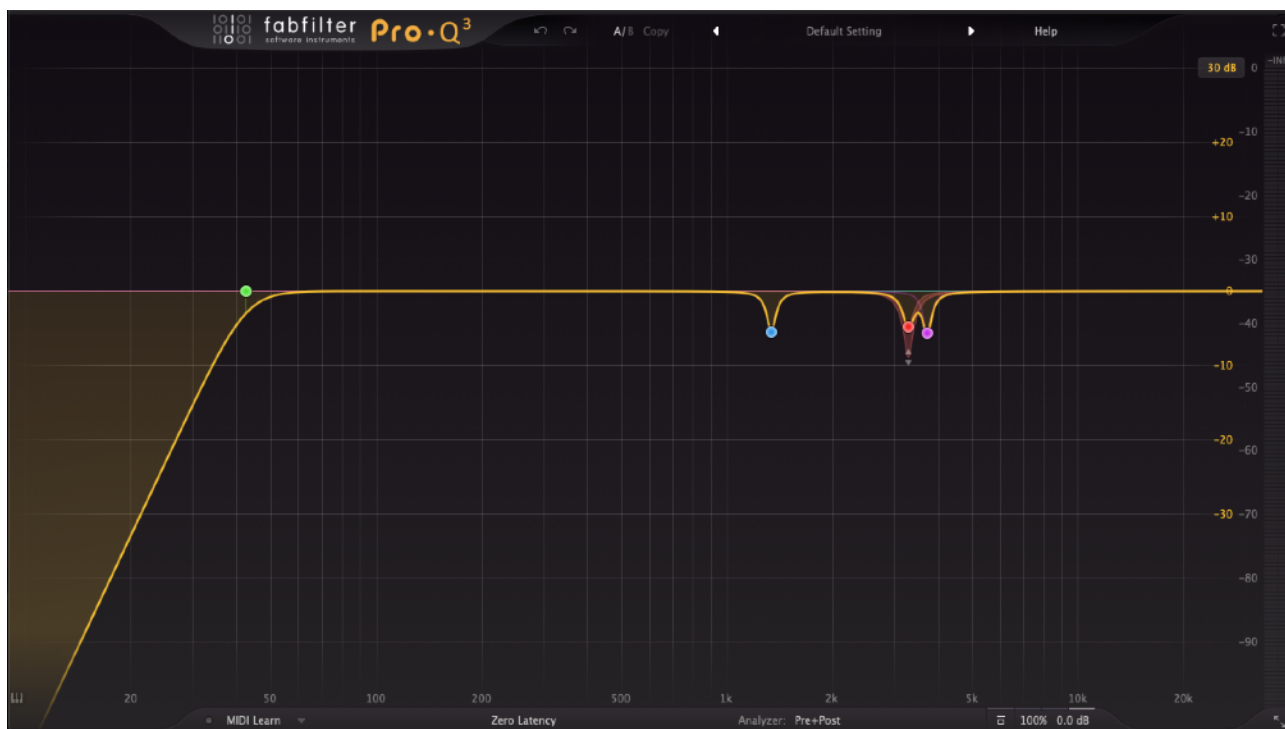 fabfilter Pro·Q³
software instruments
A/B Copy
Default Setting
Help
30 dB 0 -INF
-10
+20
-20
+10
-30
0
-40
-10
-50
-20
-60
-30 -70
-80
-90
20 50 100 200 500 1k 2k 5k 10k 20k
MIDI Learn Zero Latency Analyzer: Pre+Post 100% 0.0 dB